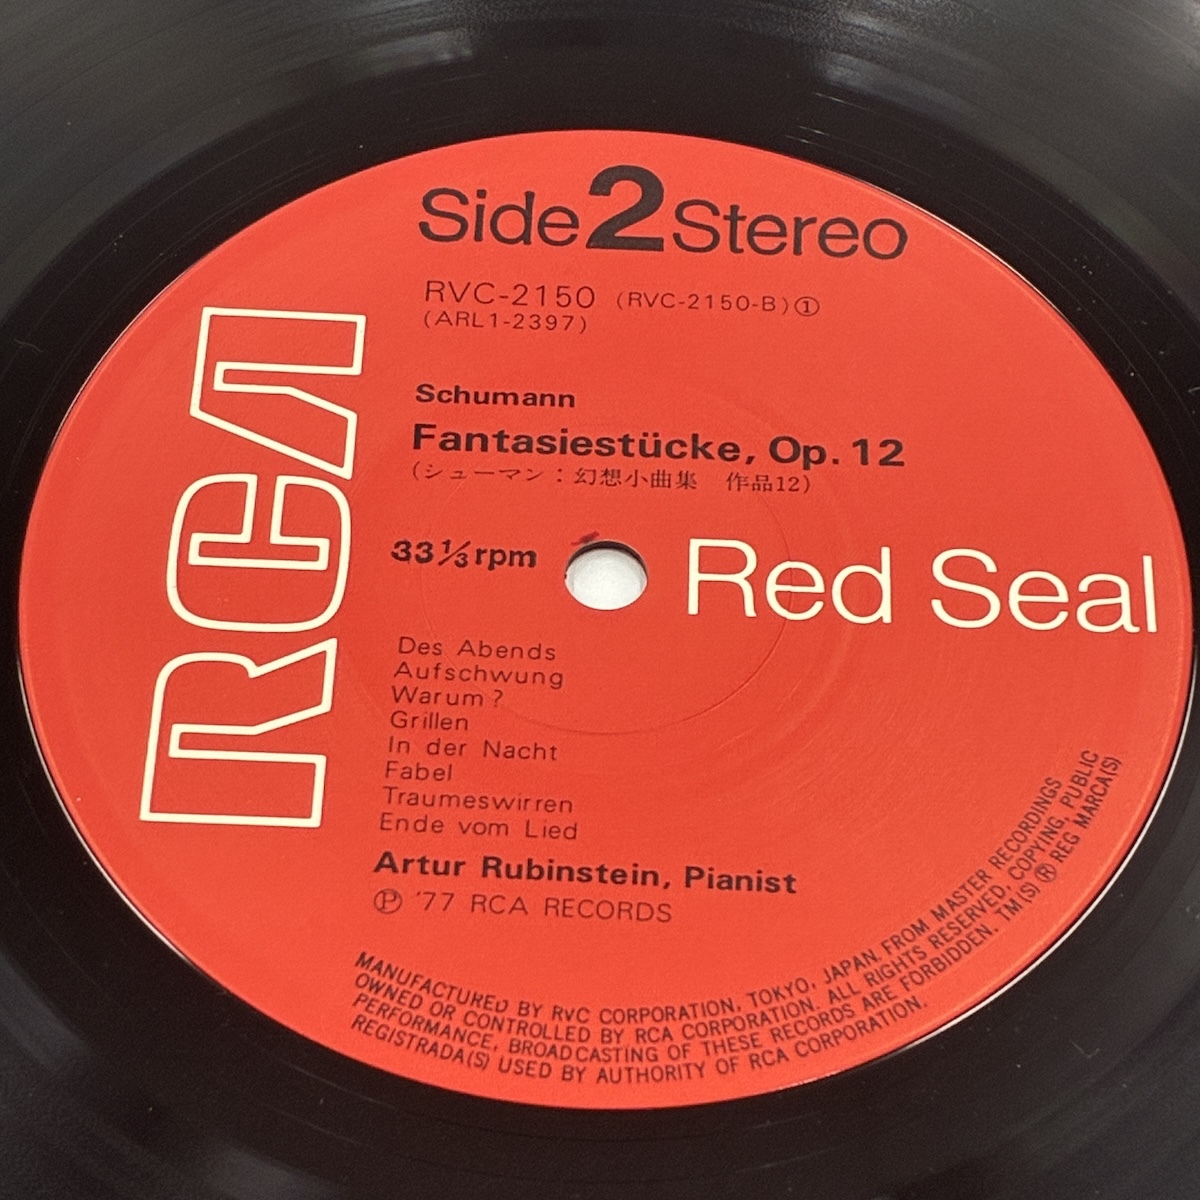 Side 2 Stereo
RVC-2150 (RVC-2150-B) ①
(ARL1-2397)
RCA
Schumann
Fantasiestücke, Op. 12
(シューマン：幻想小曲集　作品12)
33⅓rpm
Red Seal
Des Abends
Aufschwung
Warum?
Grillen
In der Nacht
Fabel
Traumeswirren
Ende vom Lied
Artur Rubinstein, Pianist
Ⓟ '77 RCA RECORDS
MANUFACTURED BY RVC CORPORATION, TOKYO, JAPAN, FROM MASTER RECORDINGS
OWNED OR CONTROLLED BY RCA CORPORATION. ALL RIGHTS RESERVED, COPYING, PUBLIC
PERFORMANCE, BROADCASTING OF THESE RECORDS ARE FORBIDDEN. TM(S) ® REG MARCA(S)
REGISTRADA(S) USED BY AUTHORITY OF RCA CORPORATION.